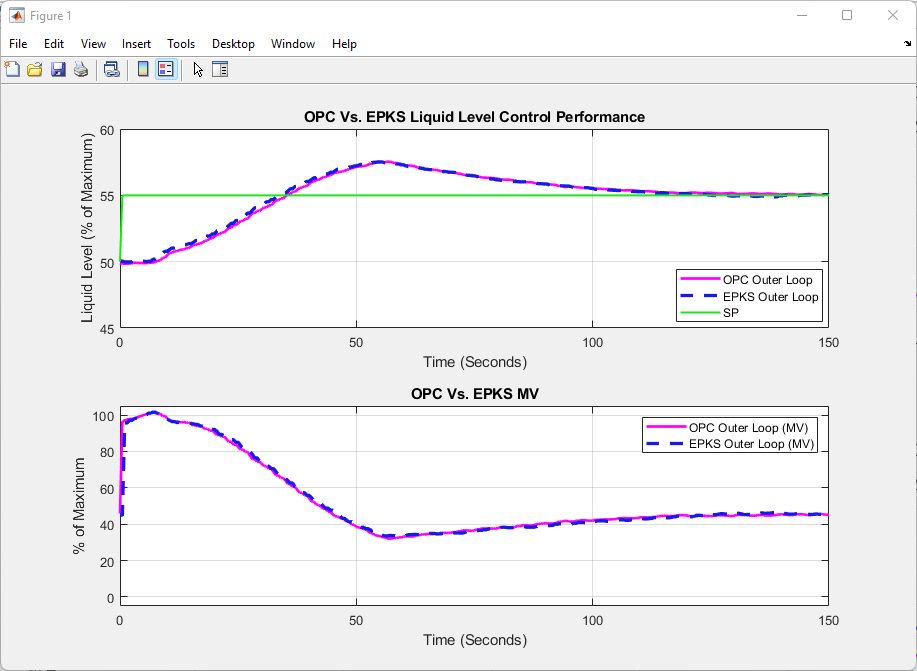 Figure 1
File Edit View Insert Tools Desktop Window Help
OPC Vs. EPKS Liquid Level Control Performance
Liquid Level (% of Maximum)
60
55
50
45
OPC Outer Loop
EPKS Outer Loop
SP
0 50 100 150
Time (Seconds)
OPC Vs. EPKS MV
% of Maximum
100
80
60
40
20
0
OPC Outer Loop (MV)
EPKS Outer Loop (MV)
0 50 100 150
Time (Seconds)